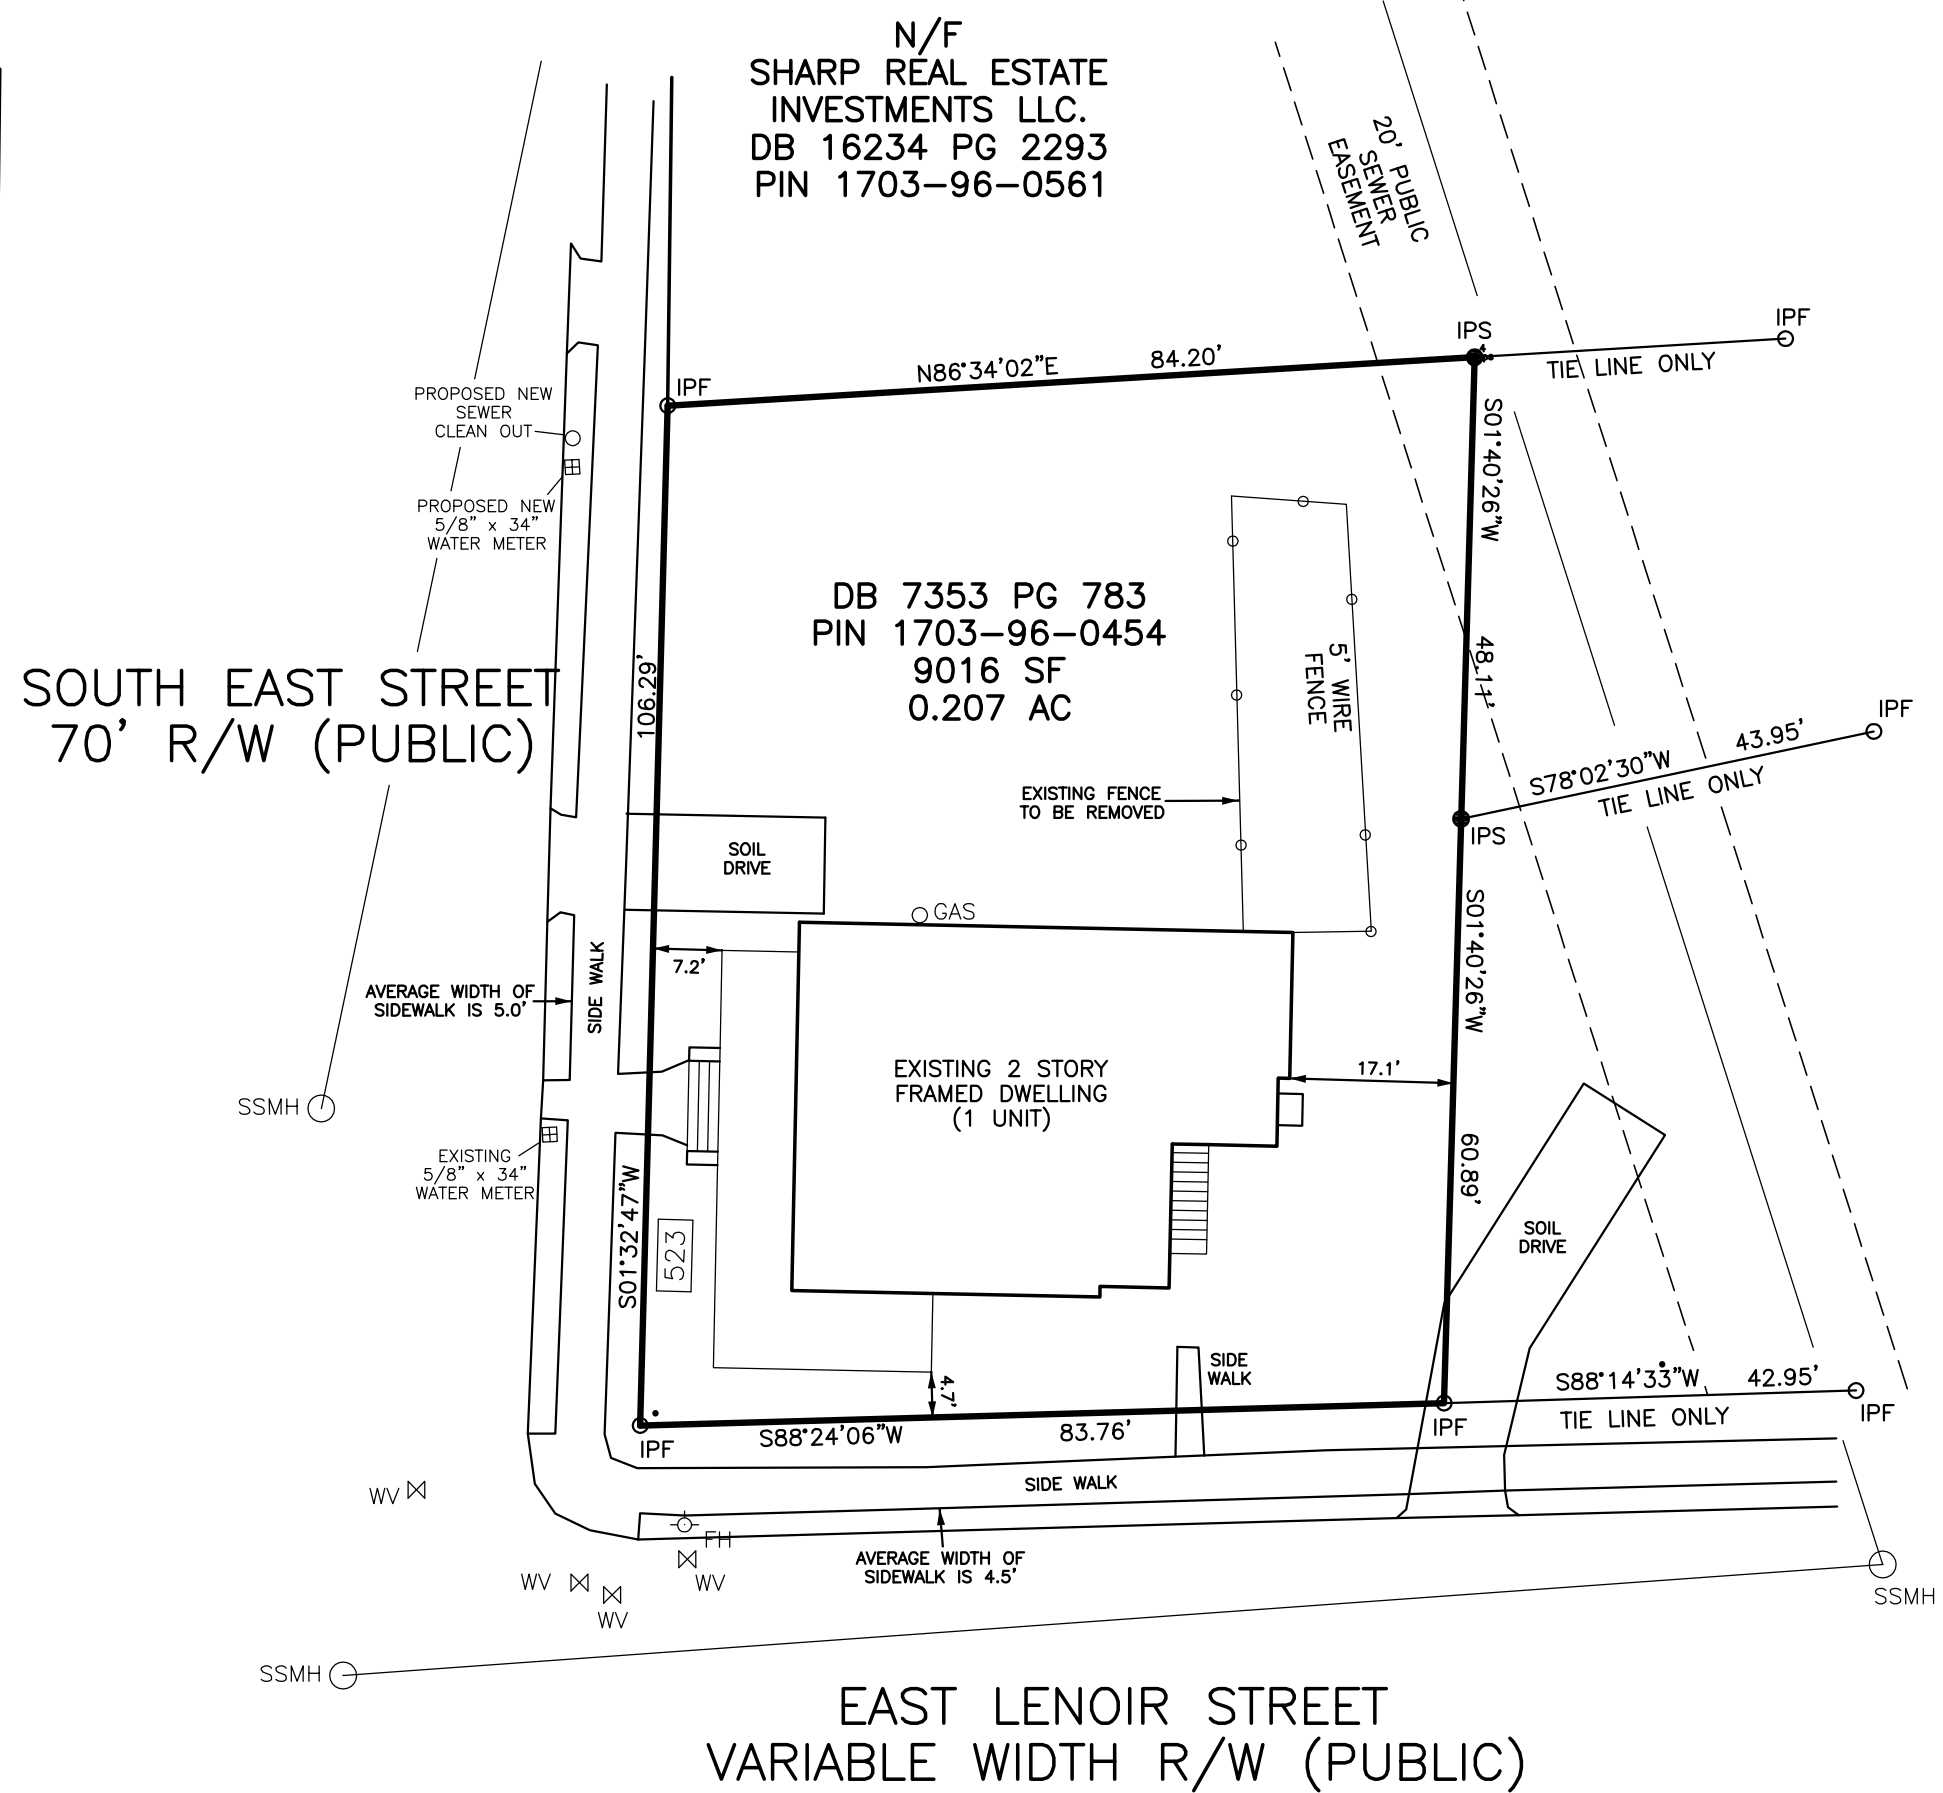 N/F
SHARP REAL ESTATE
INVESTMENTS LLC.
DB 16234 PG 2293
PIN 1703-96-0561
20' PUBLIC
SEWER
EASEMENT
IPS
IPF
TIE LINE ONLY
N86°34'02"E 84.20'
IPF
PROPOSED NEW
SEWER
CLEAN OUT
PROPOSED NEW
5/8" x 34"
WATER METER
S01°40'26"W
48.11'
DB 7353 PG 783
PIN 1703-96-0454
9016 SF
0.207 AC
5' WIRE
FENCE
106.29'
SOUTH EAST STREET
70' R/W (PUBLIC)
IPF
S78°02'30"W 43.95'
TIE LINE ONLY
EXISTING FENCE
TO BE REMOVED
IPS
SOIL
DRIVE
GAS
S01°40'26"W
60.89'
7.2'
SIDE WALK
AVERAGE WIDTH OF
SIDEWALK IS 5.0'
EXISTING 2 STORY
FRAMED DWELLING
(1 UNIT)
17.1'
SSMH
EXISTING
5/8" x 34"
WATER METER
S01°32'47"W
523
SOIL
DRIVE
SIDE
WALK
4.7'
S88°14'33"W 42.95'
TIE LINE ONLY
IPF
IPF
S88°24'06"W 83.76'
IPF
SIDE WALK
WV
FH
WV
WV
WV
AVERAGE WIDTH OF
SIDEWALK IS 4.5'
SSMH
SSMH
EAST LENOIR STREET
VARIABLE WIDTH R/W (PUBLIC)